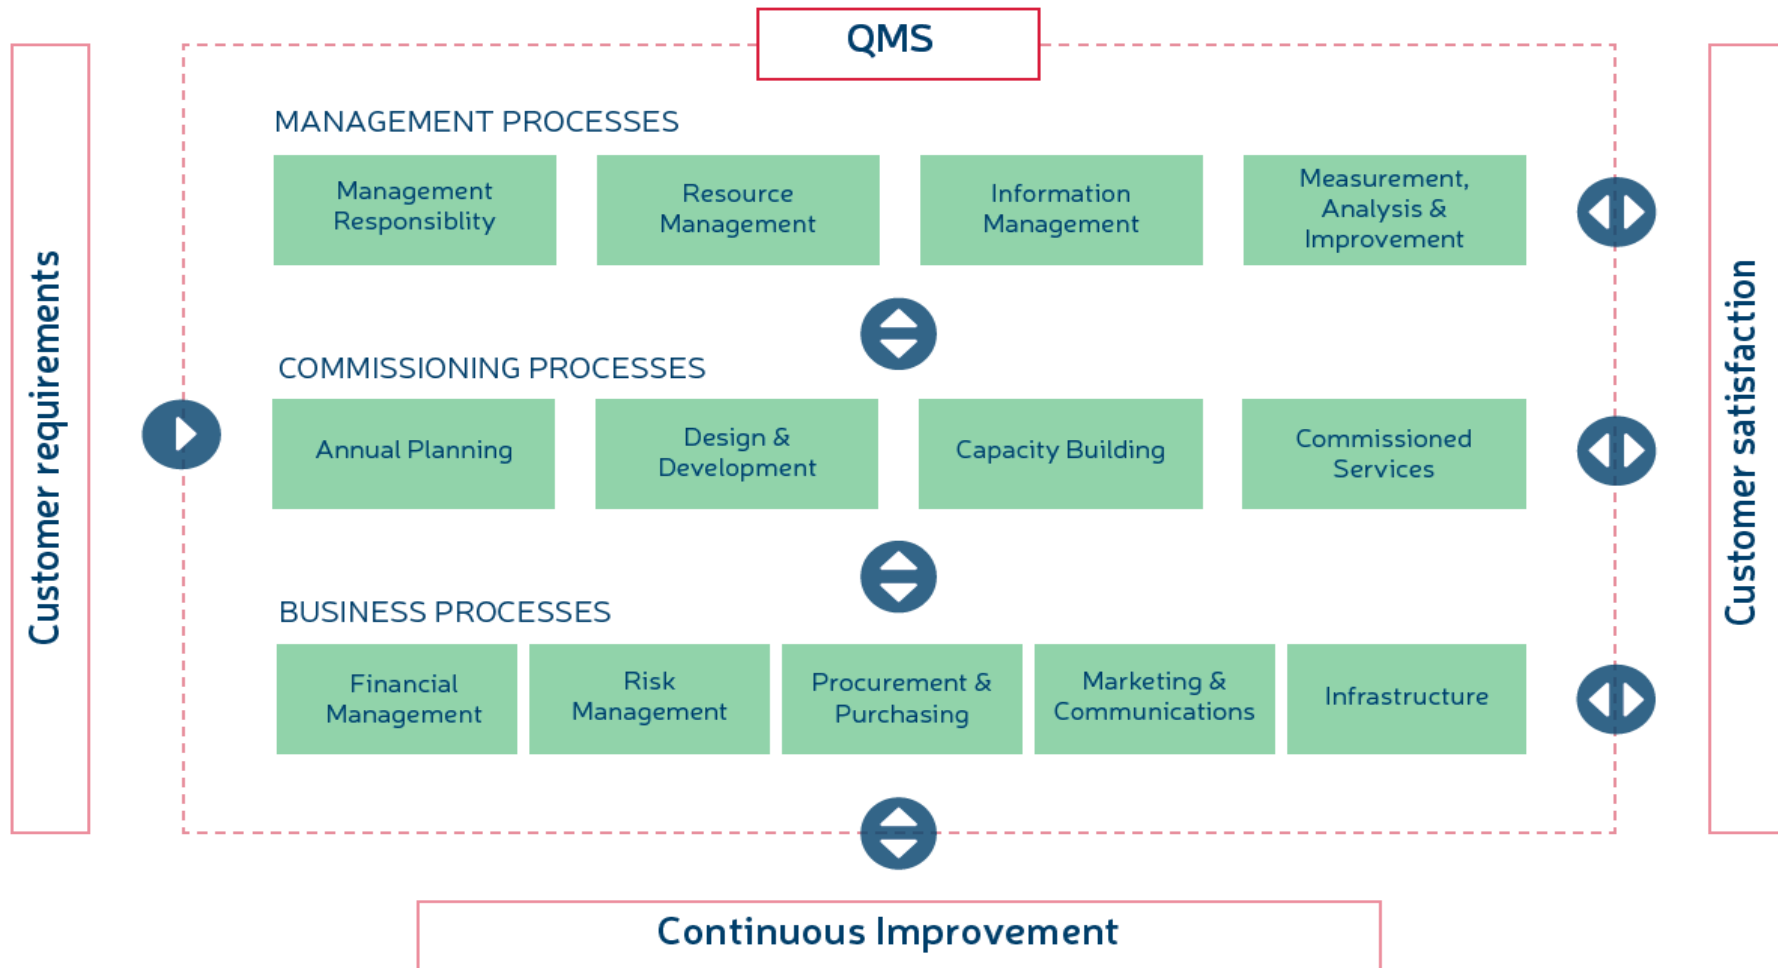 QMS
MANAGEMENT PROCESSES
Management
Responsiblity
Resource
Management
Information
Management
Measurement,
Analysis &
Improvement
Customer requirements
COMMISSIONING PROCESSES
Annual Planning
Design &
Development
Capacity Building
Commissioned
Services
Customer satisfaction
BUSINESS PROCESSES
Financial
Management
Risk
Management
Procurement &
Purchasing
Marketing &
Communications
Infrastructure
Continuous Improvement